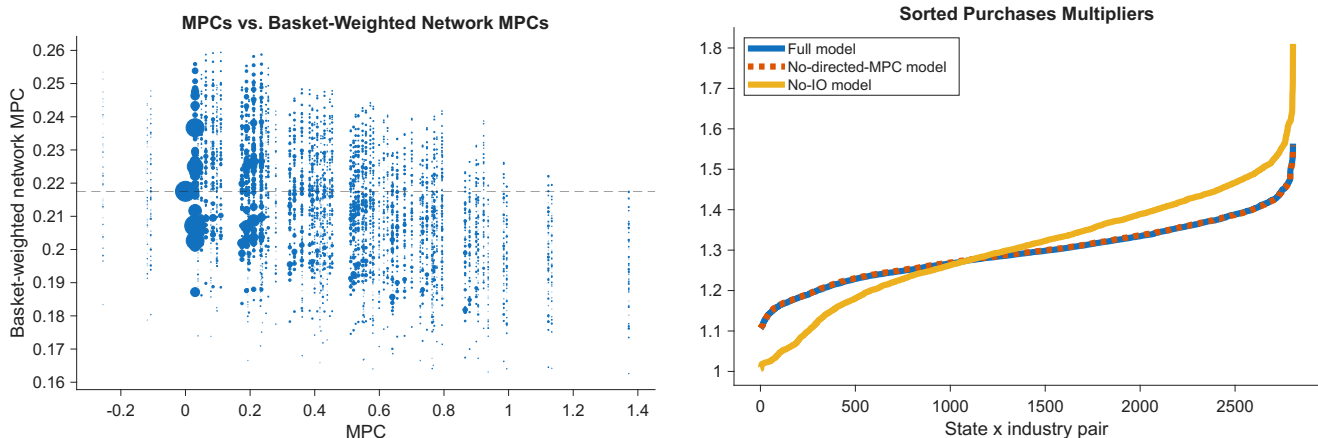 MPCs vs. Basket-Weighted Network MPCs
Basket-weighted network MPC
0.26
0.25
0.24
0.23
0.22
0.21
0.2
0.19
0.18
0.17
0.16
-0.2 0 0.2 0.4 0.6 0.8 1 1.2 1.4
MPC
Sorted Purchases Multipliers
Full model
No-directed-MPC model
No-IO model
1.8
1.7
1.6
1.5
1.4
1.3
1.2
1.1
1
0 500 1000 1500 2000 2500
State x industry pair